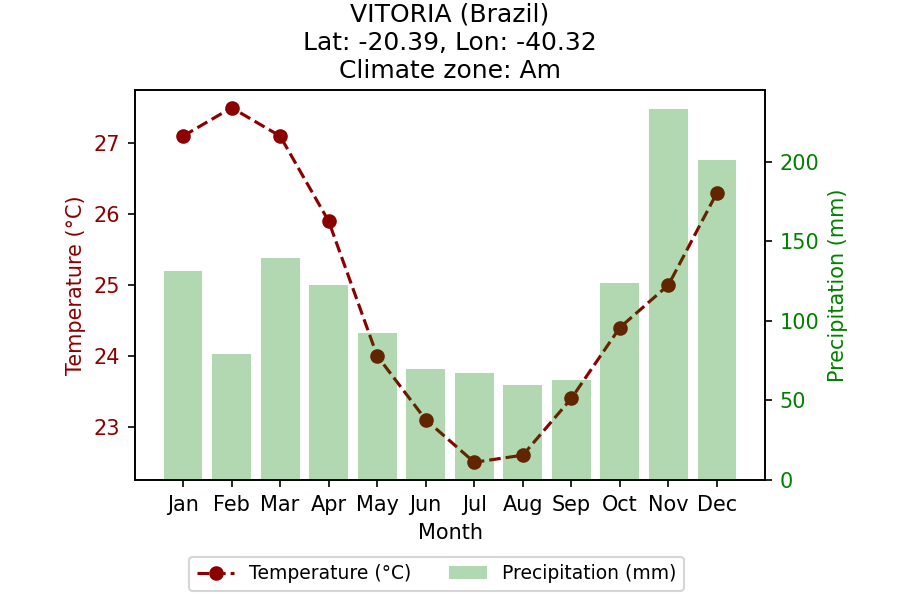 VITORIA (Brazil)
Lat: -20.39, Lon: -40.32
Climate zone: Am
Temperature (°C)
27
26
25
24
23
200
150
100
50
0
Precipitation (mm)
Jan Feb Mar Apr May Jun Jul Aug Sep Oct Nov Dec
Month
Temperature (°C) Precipitation (mm)